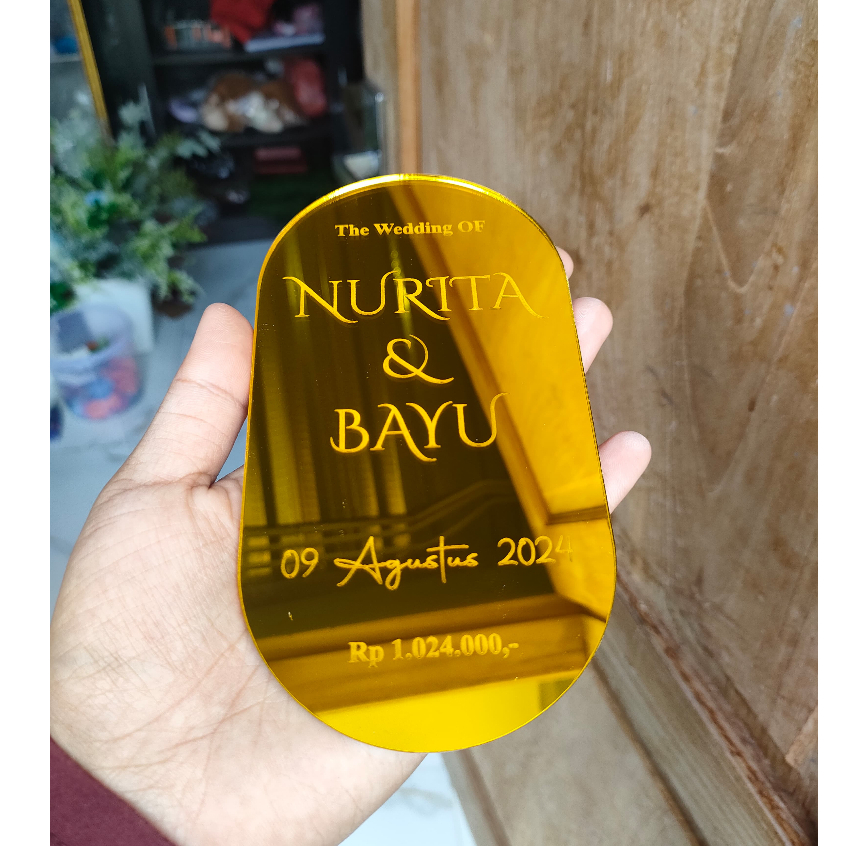 The Wedding OF
NURITA
&
BAYU
09 Agustus 2024
Rp 1.024.000,-